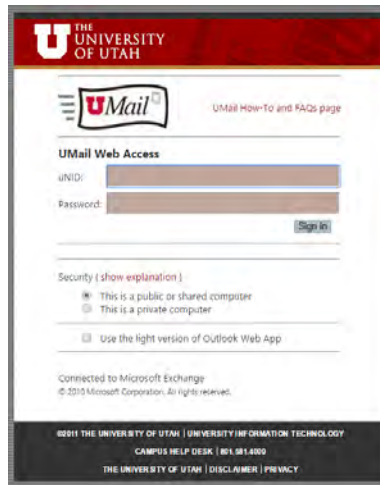 THE
UNIVERSITY
OF UTAH
UMail
UMail How-To and FAQs page
UMail Web Access
uNID:
Password:
Sign in
Security ( show explanation )
This is a public or shared computer
This is a private computer
Use the light version of Outlook Web App
Connected to Microsoft Exchange
© 2010 Microsoft Corporation. All rights reserved.
©2011 THE UNIVERSITY OF UTAH | UNIVERSITY INFORMATION TECHNOLOGY
CAMPUS HELP DESK | 801.581.4000
THE UNIVERSITY OF UTAH | DISCLAIMER | PRIVACY